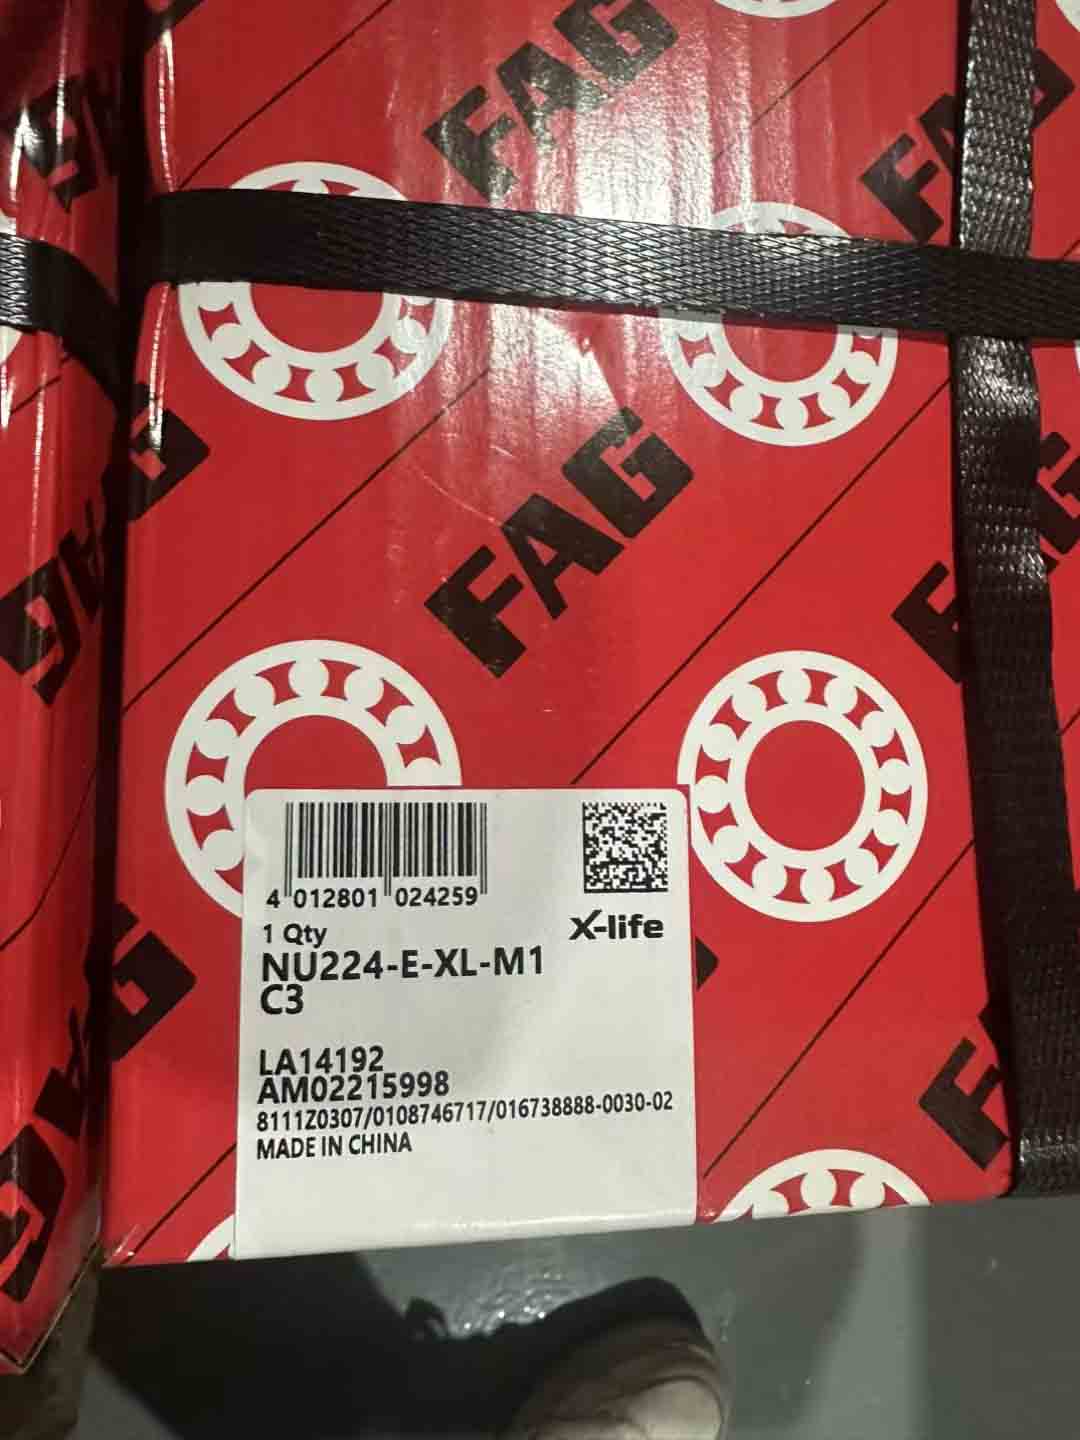 FAG
FAG
FAG
4 012801 024259
1 Qty
X-life
NU224-E-XL-M1
C3
LA14192
AM02215998
8111Z0307/0108746717/016738888-0030-02
MADE IN CHINA